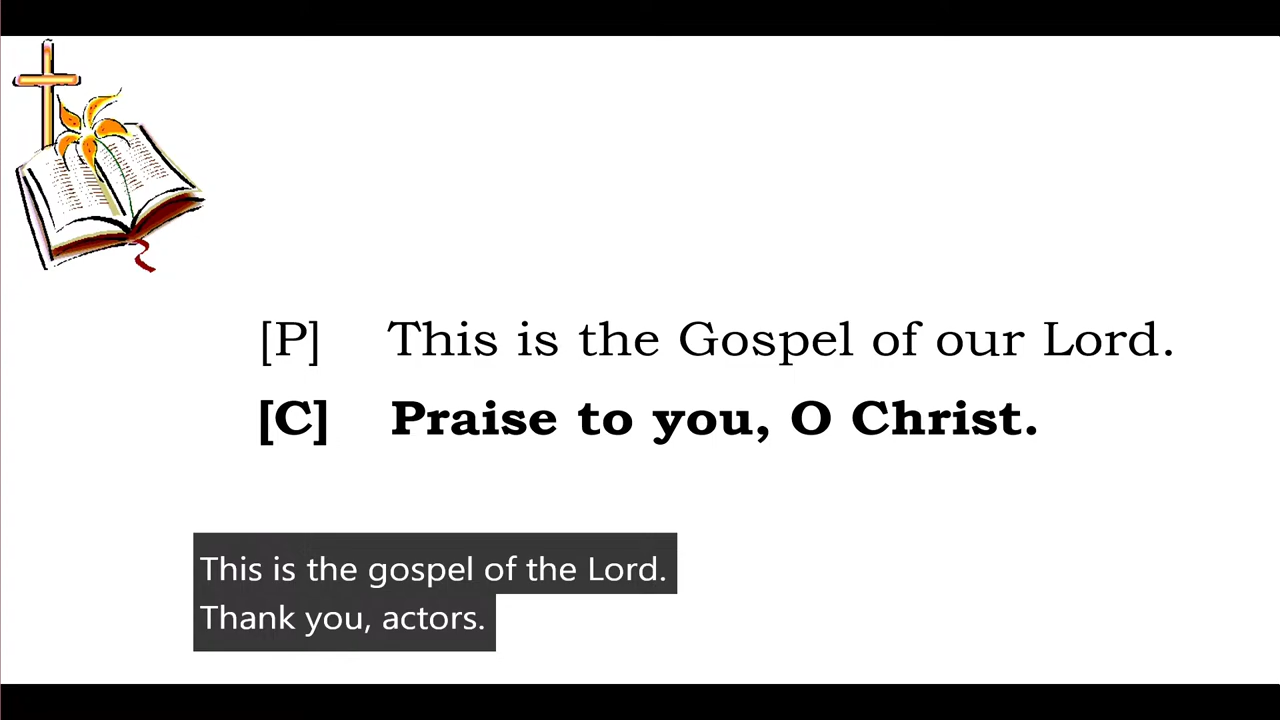 [P] This is the Gospel of our Lord.
[C] Praise to you, O Christ.
This is the gospel of the Lord.
Thank you, actors.